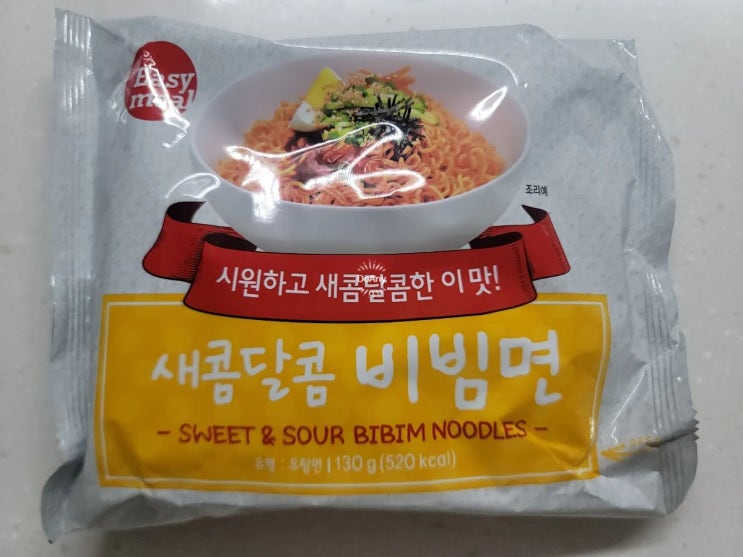 Easy
meal
조리예
시원하고 새콤달콤한 이 맛!
새콤달콤 비빔면
- SWEET & SOUR BIBIM NOODLES -
유형 : 유탕면 | 130 g (520 kcal)